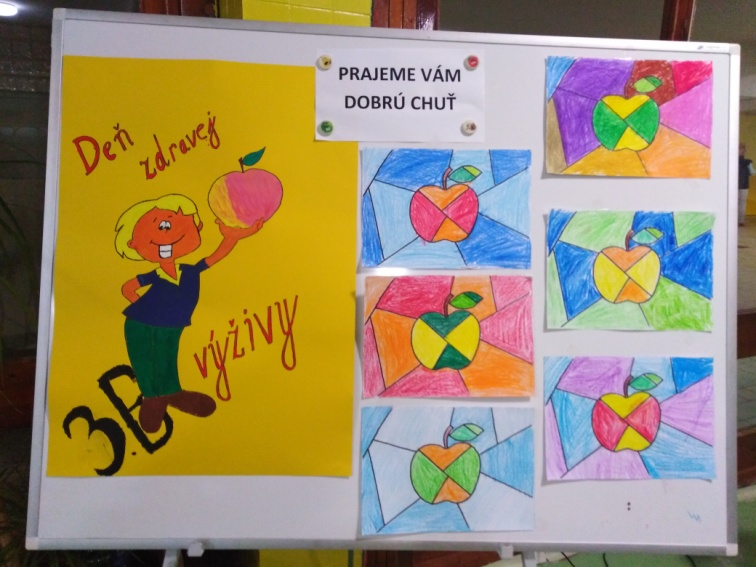 Deň
zdravej
výživy
3.B
PRAJEME VÁM
DOBRÚ CHUŤ